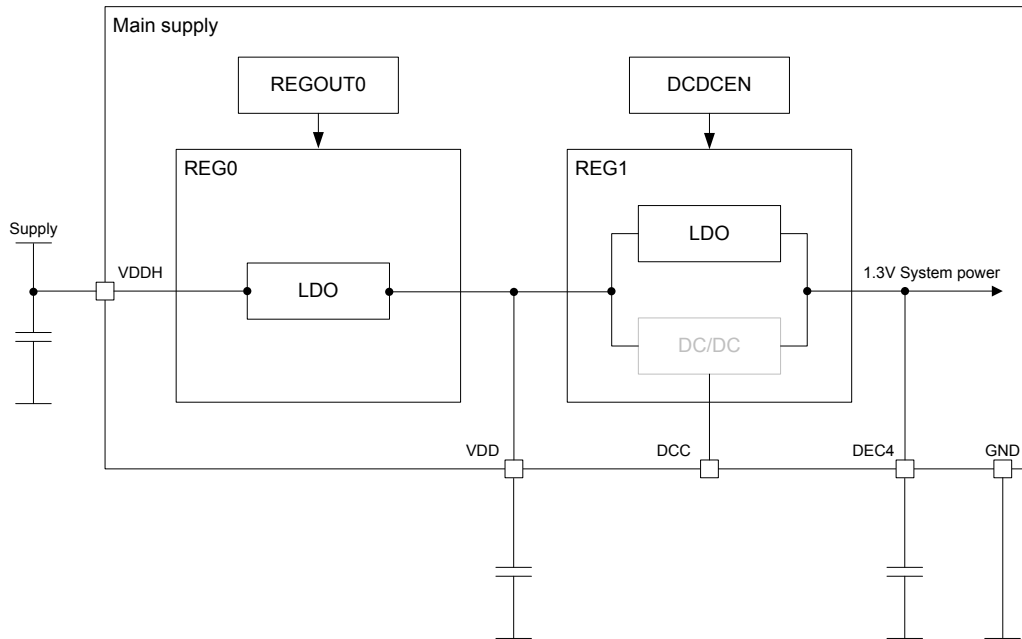 Main supply
REGOUT0
DCDCEN
REG0
REG1
Supply
LDO
VDDH
1.3V System power
LDO
DC/DC
VDD
DCC
DEC4
GND